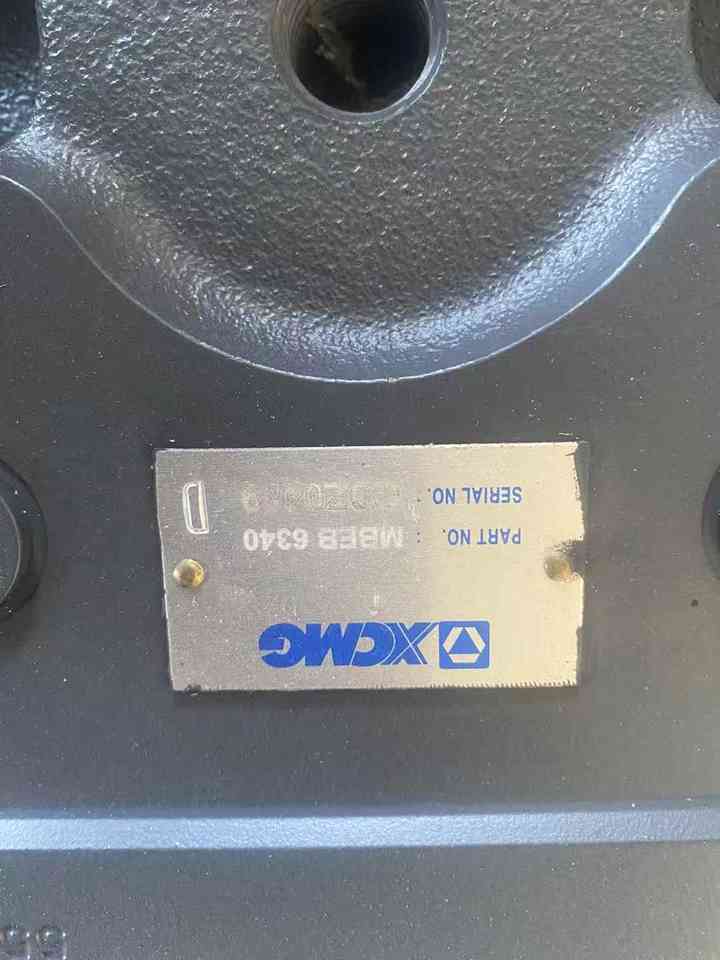 XCMG
PART NO. : MBEB 6340
SERIAL NO. :
D